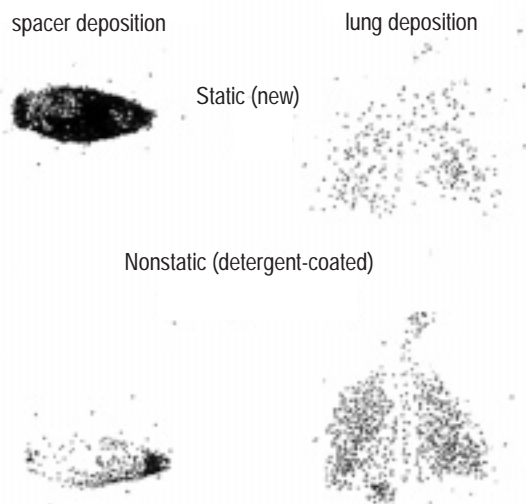 spacer deposition
lung deposition
Static (new)
Nonstatic (detergent-coated)